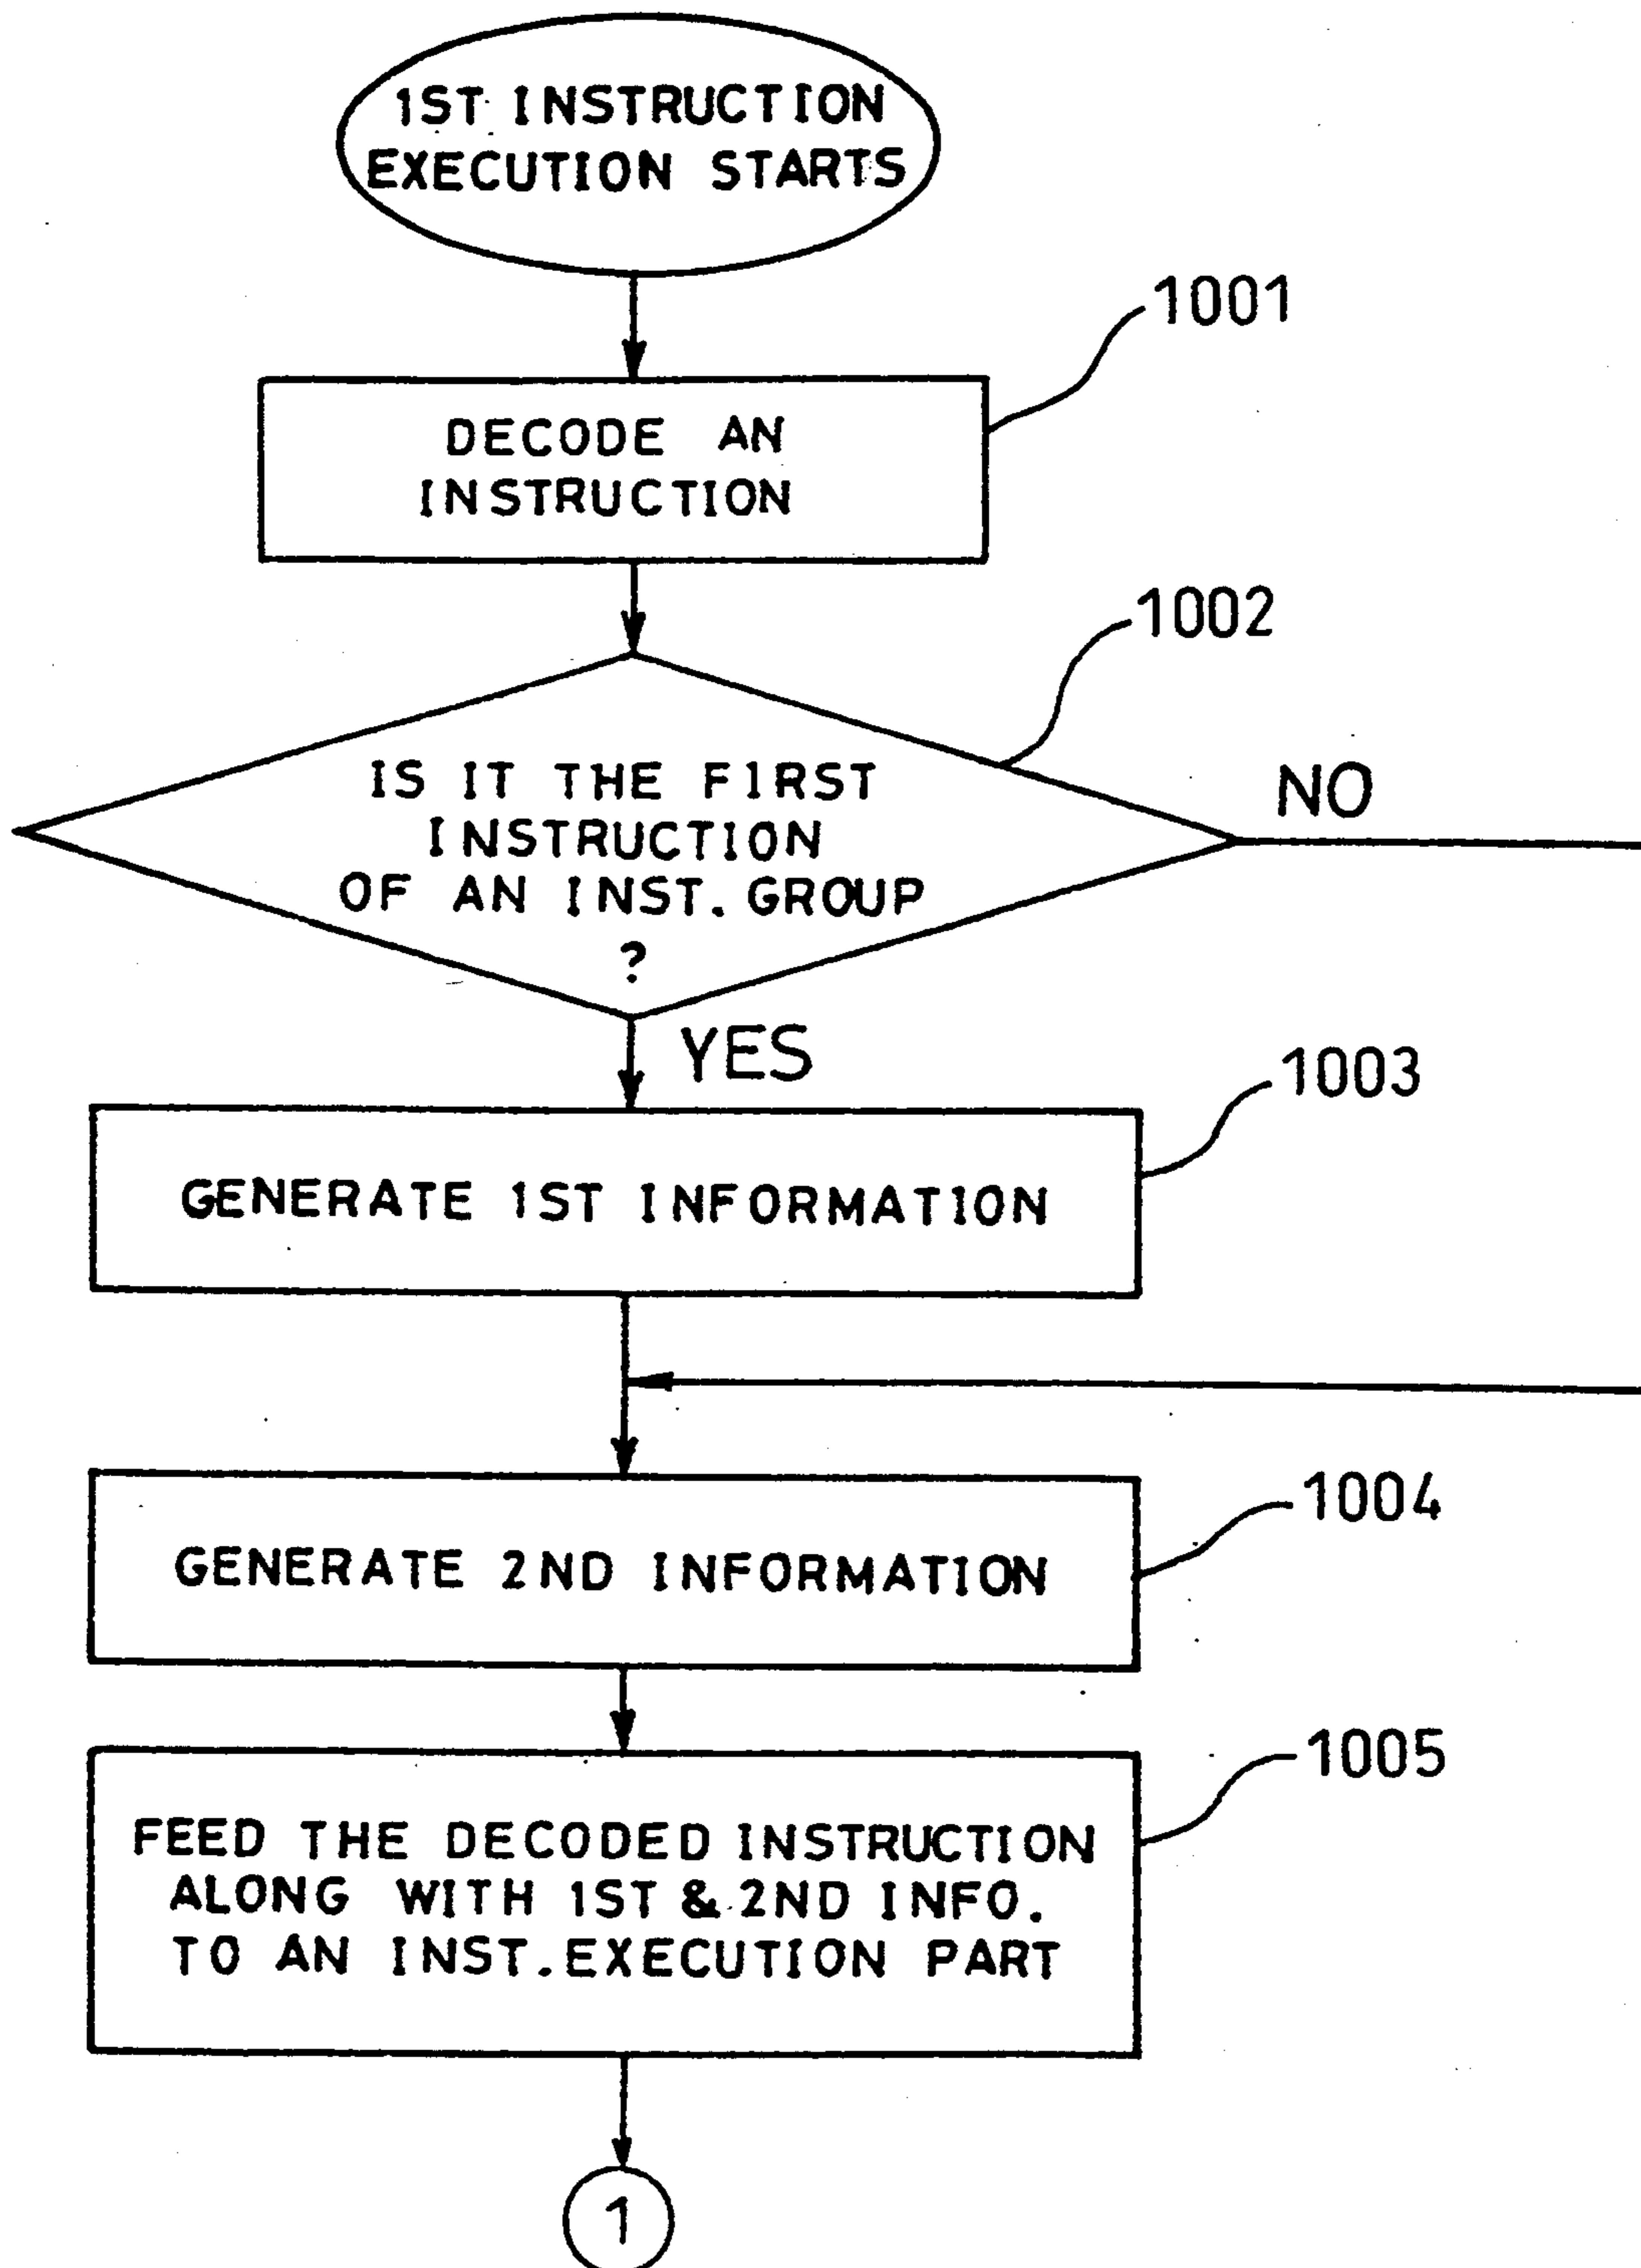 1ST INSTRUCTION
EXECUTION STARTS
1001
DECODE AN
INSTRUCTION
1002
IS IT THE FIRST
INSTRUCTION
OF AN INST. GROUP
?
NO
YES
1003
GENERATE 1ST INFORMATION
1004
GENERATE 2ND INFORMATION
1005
FEED THE DECODED INSTRUCTION
ALONG WITH 1ST & 2ND INFO.
TO AN INST. EXECUTION PART
1